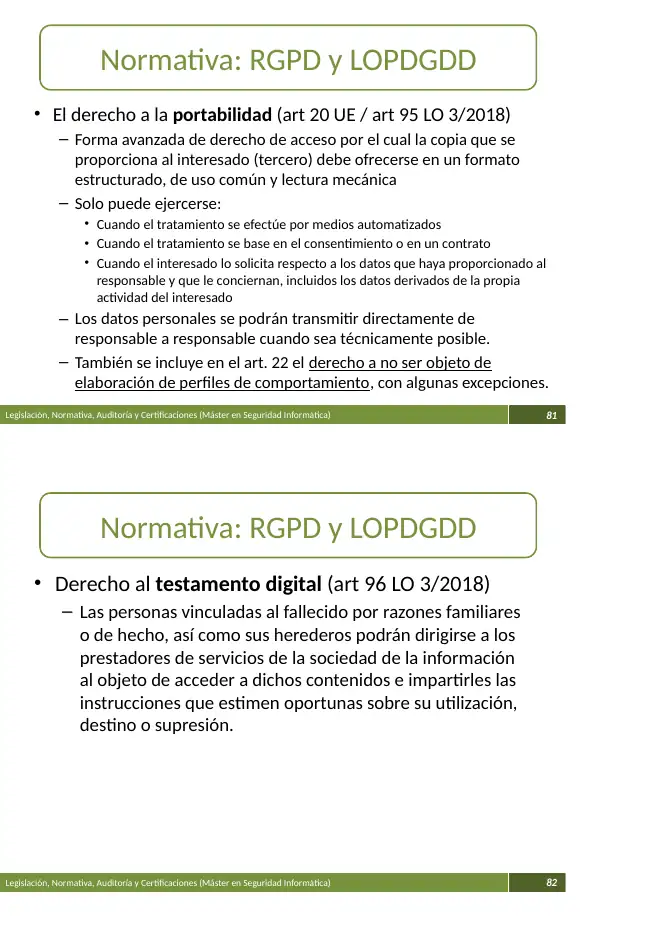 Normativa: RGPD y LOPDGDD
• El derecho a la portabilidad (art 20 UE / art 95 LO 3/2018)
– Forma avanzada de derecho de acceso por el cual la copia que se
proporciona al interesado (tercero) debe ofrecerse en un formato
estructurado, de uso común y lectura mecánica
– Solo puede ejercerse:
• Cuando el tratamiento se efectúe por medios automatizados
• Cuando el tratamiento se base en el consentimiento o en un contrato
• Cuando el interesado lo solicita respecto a los datos que haya proporcionado al
responsable y que le conciernan, incluidos los datos derivados de la propia
actividad del interesado
– Los datos personales se podrán transmitir directamente de
responsable a responsable cuando sea técnicamente posible.
– También se incluye en el art. 22 el derecho a no ser objeto de
elaboración de perfiles de comportamiento, con algunas excepciones.
Legislación, Normativa, Auditoría y Certificaciones (Máster en Seguridad Informática) 81
Normativa: RGPD y LOPDGDD
• Derecho al testamento digital (art 96 LO 3/2018)
– Las personas vinculadas al fallecido por razones familiares
o de hecho, así como sus herederos podrán dirigirse a los
prestadores de servicios de la sociedad de la información
al objeto de acceder a dichos contenidos e impartirles las
instrucciones que estimen oportunas sobre su utilización,
destino o supresión.
Legislación, Normativa, Auditoría y Certificaciones (Máster en Seguridad Informática) 82